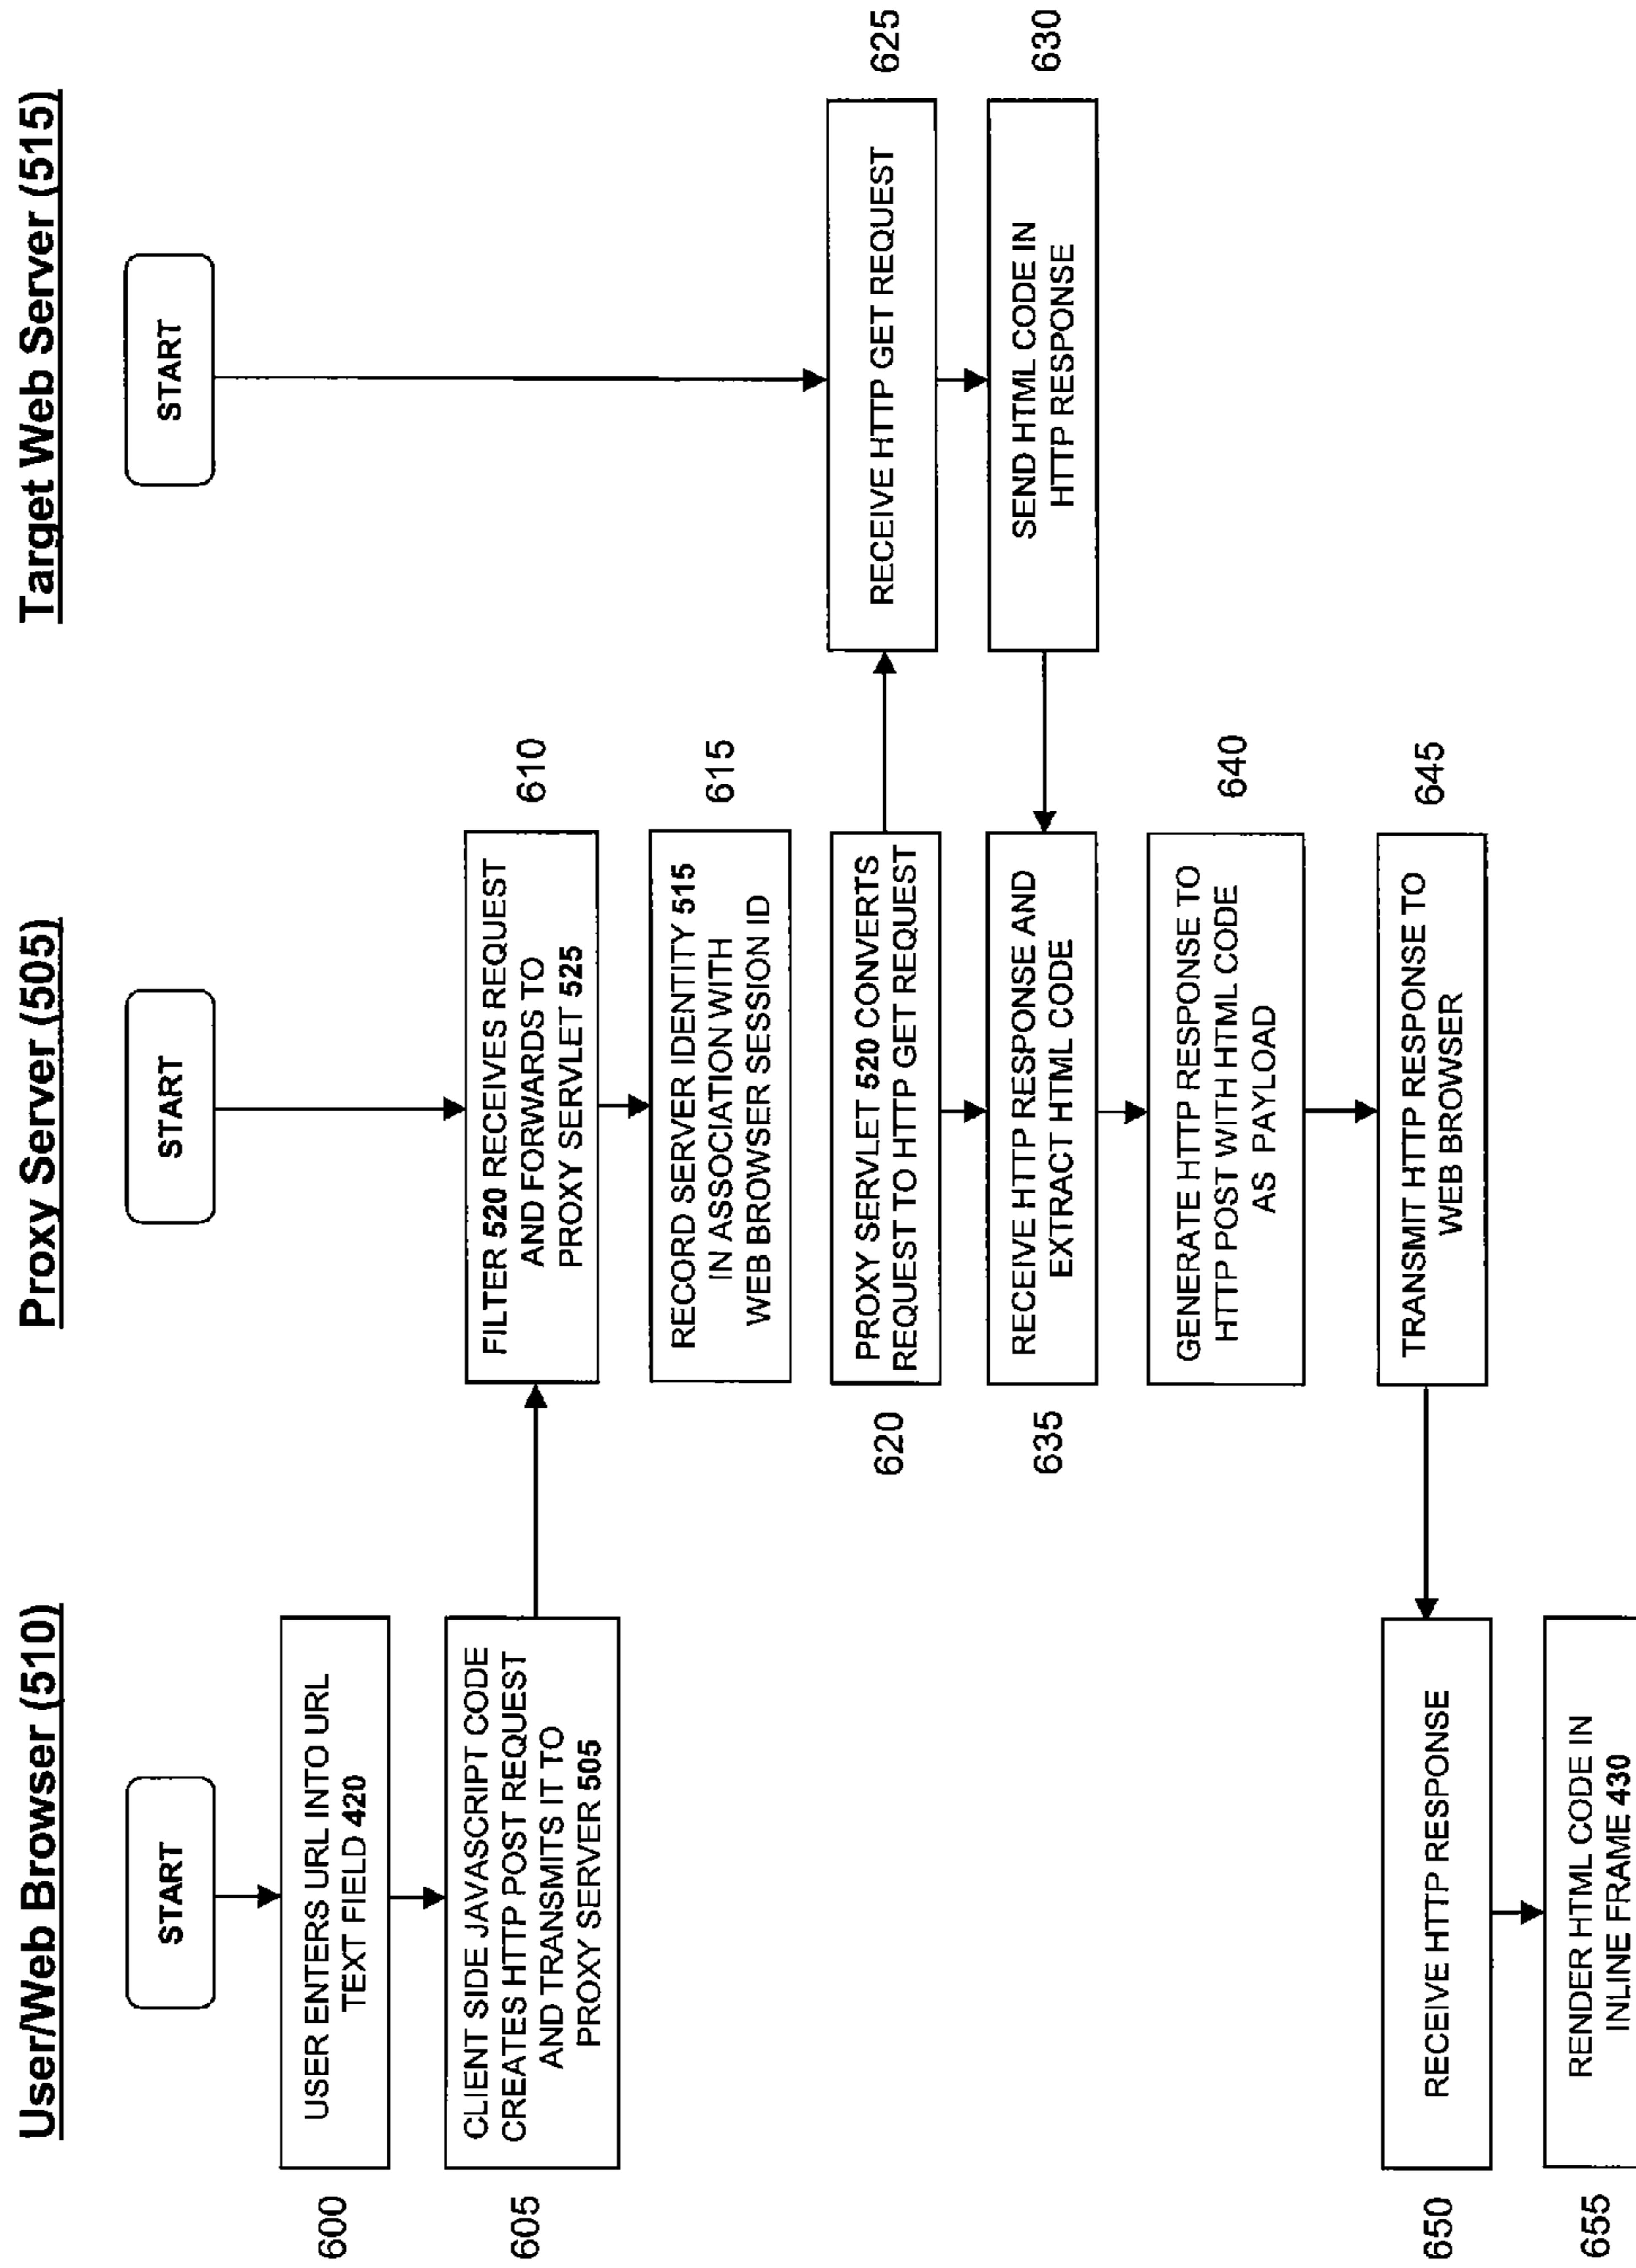 User/Web Browser (510)
START
600
USER ENTERS URL INTO URL
TEXT FIELD 420
605
CLIENT SIDE JAVASCRIPT CODE
CREATES HTTP POST REQUEST
AND TRANSMITS IT TO
PROXY SERVER 505
650
RECEIVE HTTP RESPONSE
655
RENDER HTML CODE IN
INLINE FRAME 430
Proxy Server (505)
START
FILTER 520 RECEIVES REQUEST
AND FORWARDS TO
PROXY SERVLET 525
610
RECORD SERVER IDENTITY 515
IN ASSOCIATION WITH
WEB BROWSER SESSION ID
615
620
PROXY SERVLET 520 CONVERTS
REQUEST TO HTTP GET REQUEST
635
RECEIVE HTTP RESPONSE AND
EXTRACT HTML CODE
GENERATE HTTP RESPONSE TO
HTTP POST WITH HTML CODE
AS PAYLOAD
640
TRANSMIT HTTP RESPONSE TO
WEB BROWSER
645
Target Web Server (515)
START
RECEIVE HTTP GET REQUEST
625
SEND HTML CODE IN
HTTP RESPONSE
630